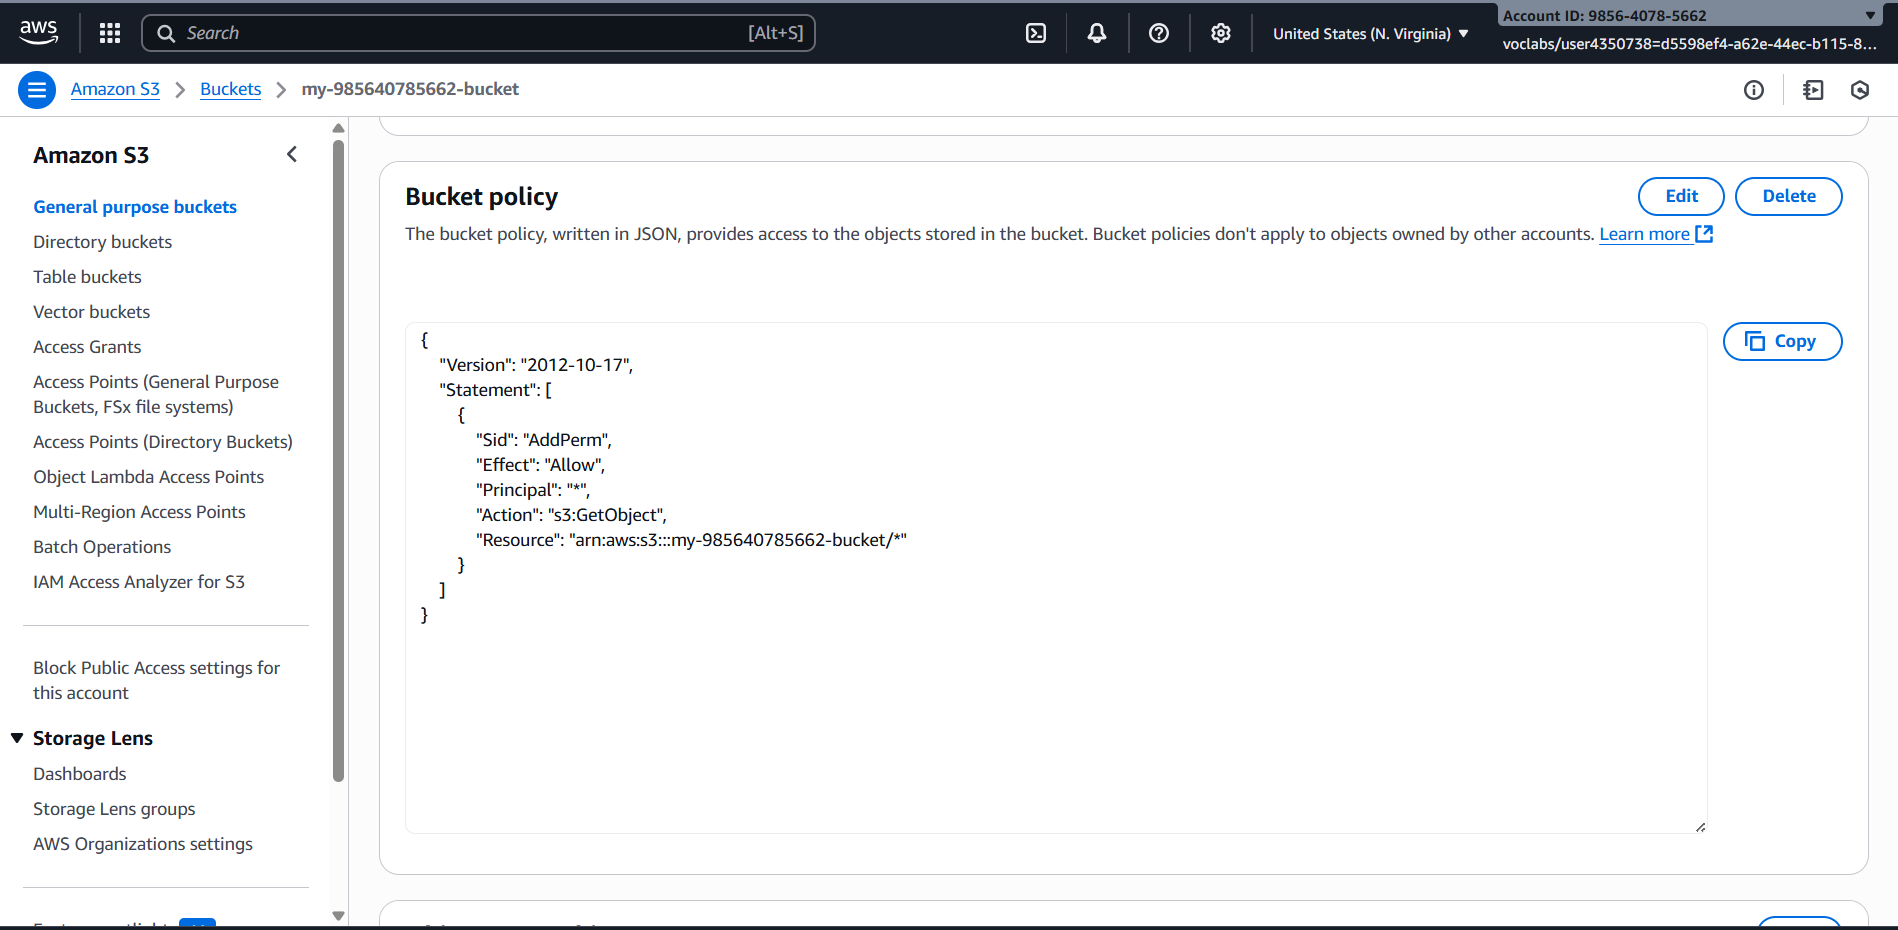 aws
Search
[Alt+S]
United States (N. Virginia)
Account ID: 9856-4078-5662
voclabs/user4350738=d5598ef4-a62e-44ec-b115-8...
Amazon S3
Buckets
my-985640785662-bucket
Amazon S3
General purpose buckets
Directory buckets
Table buckets
Vector buckets
Access Grants
Access Points (General Purpose
Buckets, FSx file systems)
Access Points (Directory Buckets)
Object Lambda Access Points
Multi-Region Access Points
Batch Operations
IAM Access Analyzer for S3
Block Public Access settings for
this account
Storage Lens
Dashboards
Storage Lens groups
AWS Organizations settings
Bucket policy
Edit
Delete
The bucket policy, written in JSON, provides access to the objects stored in the bucket. Bucket policies don't apply to objects owned by other accounts. Learn more
Copy
{
"Version": "2012-10-17",
"Statement": [
{
"Sid": "AddPerm",
"Effect": "Allow",
"Principal": "*",
"Action": "s3:GetObject",
"Resource": "arn:aws:s3:::my-985640785662-bucket/*"
}
]
}